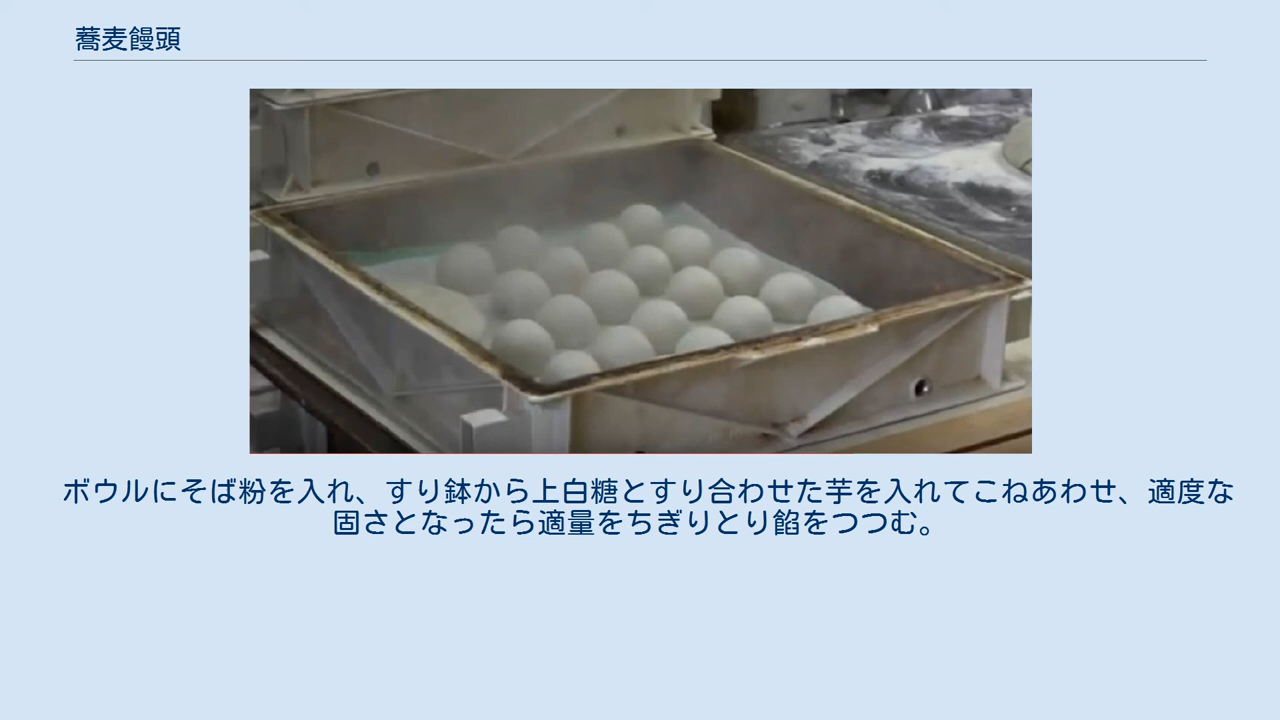 蕎麦饅頭
ボウルにそば粉を入れ、すり鉢から上白糖とすり合わせた芋を入れてこねあわせ、適度な
固さとなったら適量をちぎりとり餡をつつむ。